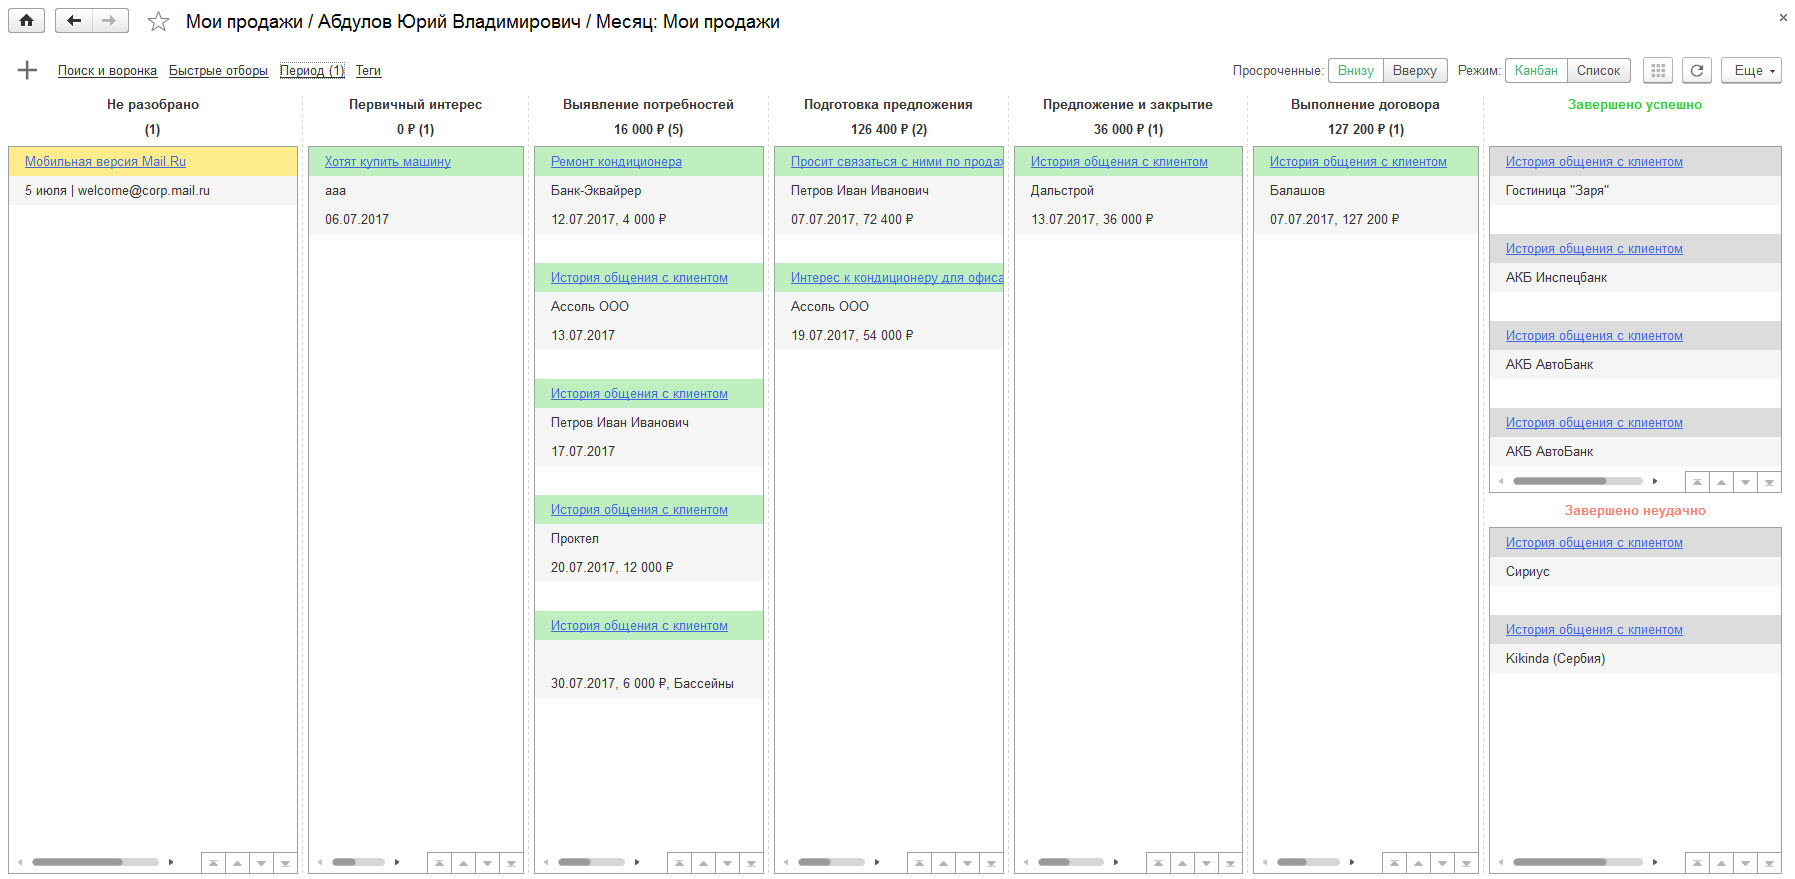 Мои продажи / Абдулов Юрий Владимирович / Месяц: Мои продажи
Поиск и воронка Быстрые отборы Период (1) Теги
Просроченные: Внизу Вверху Режим: Канбан Список Еще
Не разобрано
(1)
Мобильная версия Mail.Ru
5 июля | welcome@corp.mail.ru
Первичный интерес
0 ₽ (1)
Хотят купить машину
ааа
06.07.2017
Выявление потребностей
16 000 ₽ (5)
Ремонт кондиционера
Банк-Эквайрер
12.07.2017, 4 000 ₽
История общения с клиентом
Ассоль ООО
13.07.2017
История общения с клиентом
Петров Иван Иванович
17.07.2017
История общения с клиентом
Проктел
20.07.2017, 12 000 ₽
История общения с клиентом
30.07.2017, 6 000 ₽, Бассейны
Подготовка предложения
126 400 ₽ (2)
Просит связаться с ними по прода
Петров Иван Иванович
07.07.2017, 72 400 ₽
Интерес к кондиционеру для офиса
Ассоль ООО
19.07.2017, 54 000 ₽
Предложение и закрытие
36 000 ₽ (1)
История общения с клиентом
Дальстрой
13.07.2017, 36 000 ₽
Выполнение договора
127 200 ₽ (1)
История общения с клиентом
Балашов
07.07.2017, 127 200 ₽
Завершено успешно
История общения с клиентом
Гостиница "Заря"
История общения с клиентом
АКБ Инспецбанк
История общения с клиентом
АКБ АвтоБанк
История общения с клиентом
АКБ АвтоБанк
Завершено неудачно
История общения с клиентом
Сириус
История общения с клиентом
Kikinda (Сербия)